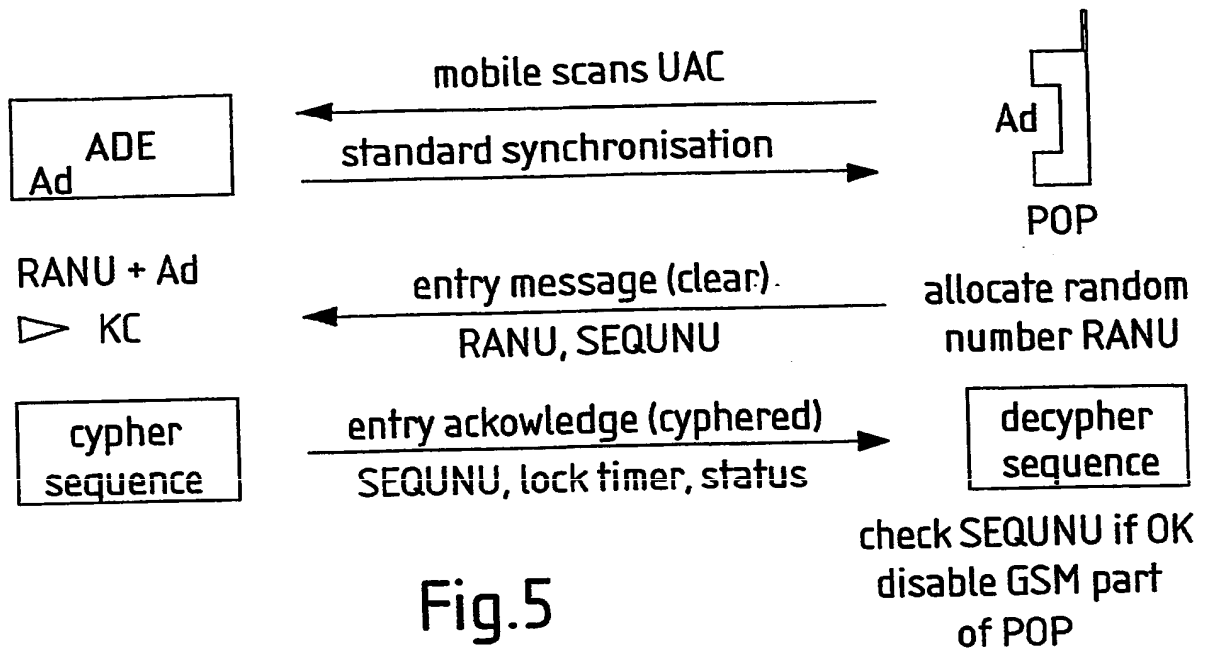 mobile scans UAC
ADE
Ad
standard synchronisation
Ad
POP
RANU + Ad
KC
entry message (clear).
RANU, SEQUNU
allocate random
number RANU
cypher
sequence
entry ackowledge (cyphered)
SEQUNU, lock timer, status
decypher
sequence
check SEQUNU if OK
disable GSM part
of POP
Fig.5